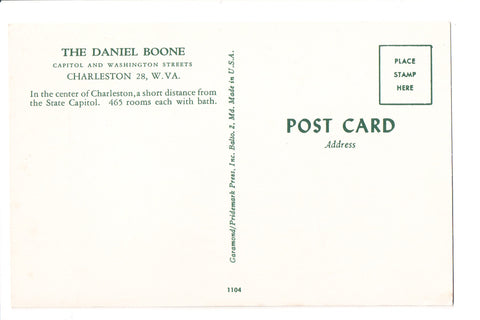 THE DANIEL BOONE
CAPITOL AND WASHINGTON STREETS
CHARLESTON 28, W. VA.
In the center of Charleston, a short distance from
the State Capitol. 465 rooms each with bath.
Garamond/Pridemark Press, Inc. Balto. 2, Md. Made in U.S.A.
1104
PLACE
STAMP
HERE
POST CARD
Address